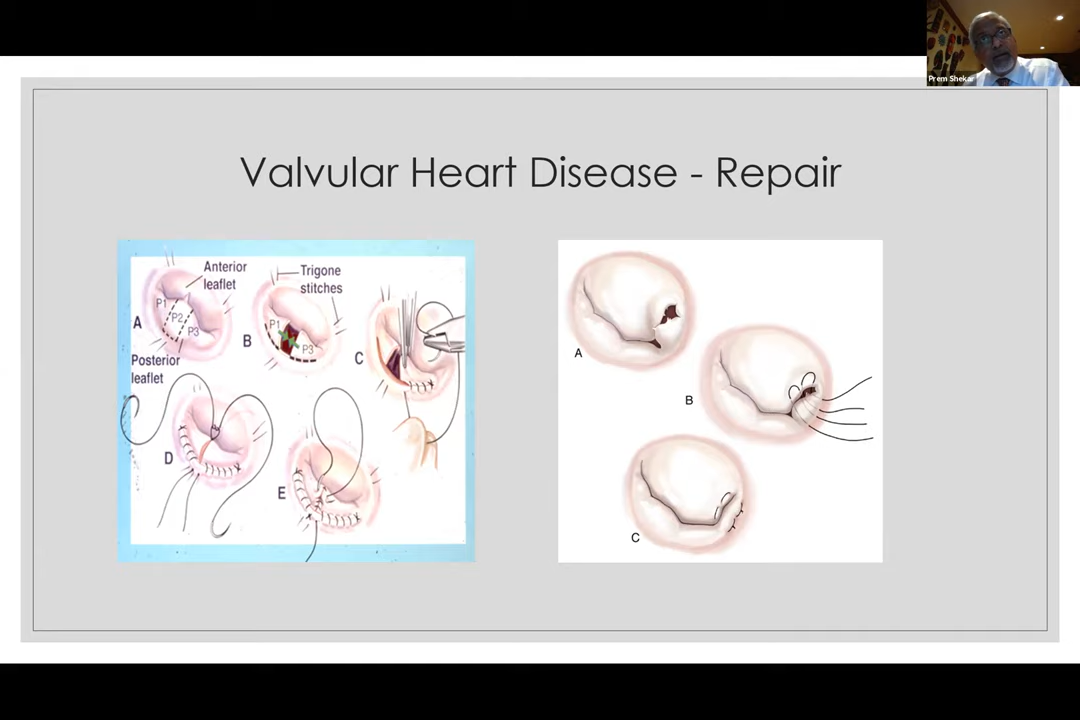 Prem Shekar
Valvular Heart Disease - Repair
Anterior
leaflet
Trigone
stitches
P1
P2
P3
A
P1
P3
B
C
Posterior
leaflet
D
E
A
B
C